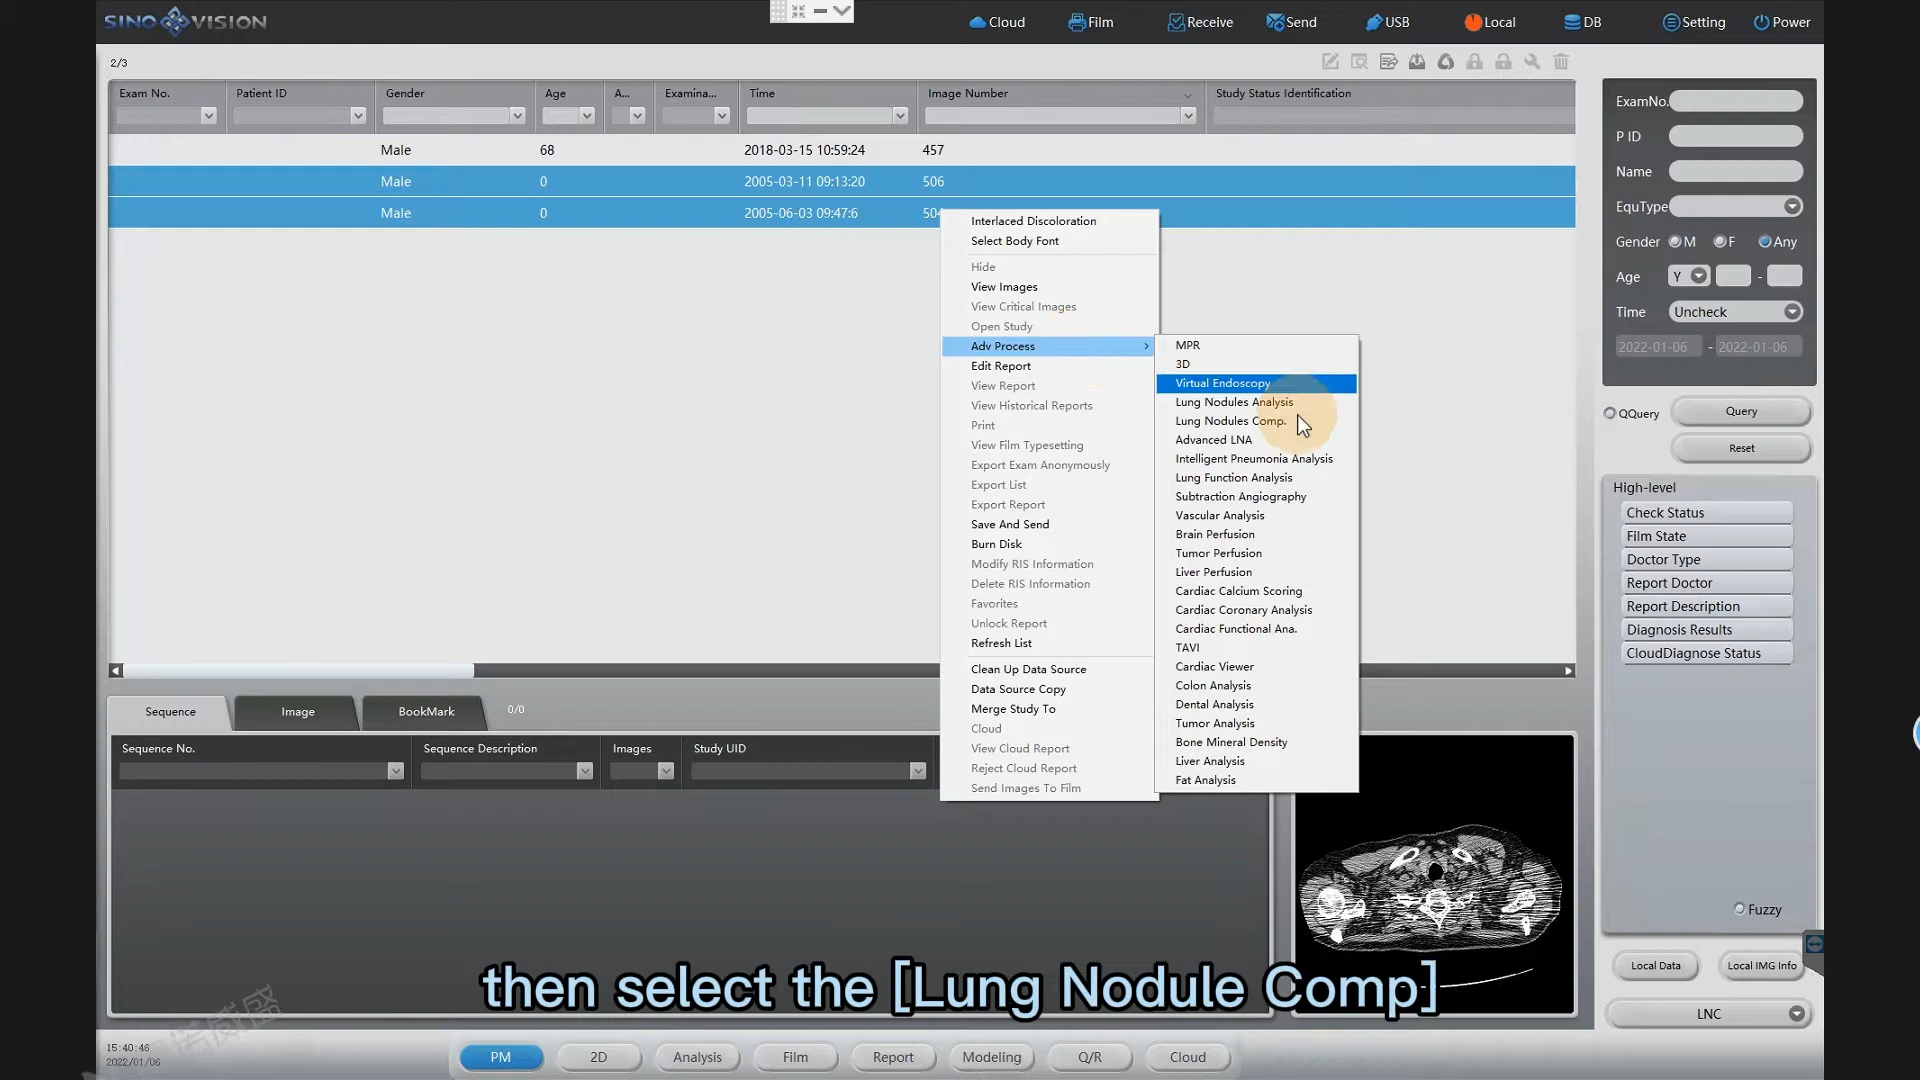 SINOVISION
Cloud
Film
Receive
Send
USB
Local
DB
Setting
Power
2/3
Exam No.
Patient ID
Gender
Age
A...
Examina...
Time
Image Number
Study Status Identification
Male 68 2018-03-15 10:59:24 457
Male 0 2005-03-11 09:13:20 506
Male 0 2005-06-03 09:47:6 504
Interlaced Discoloration
Select Body Font
Hide
View Images
View Critical Images
Open Study
Adv Process
Edit Report
View Report
View Historical Reports
Print
View Film Typesetting
Export Exam Anonymously
Export List
Export Report
Save And Send
Burn Disk
Modify RIS Information
Delete RIS Information
Favorites
Unlock Report
Refresh List
Clean Up Data Source
Data Source Copy
Merge Study To
Cloud
View Cloud Report
Reject Cloud Report
Send Images To Film
MPR
3D
Virtual Endoscopy
Lung Nodules Analysis
Lung Nodules Comp.
Advanced LNA
Intelligent Pneumonia Analysis
Lung Function Analysis
Subtraction Angiography
Vascular Analysis
Brain Perfusion
Tumor Perfusion
Liver Perfusion
Cardiac Calcium Scoring
Cardiac Coronary Analysis
Cardiac Functional Ana.
TAVI
Cardiac Viewer
Colon Analysis
Dental Analysis
Tumor Analysis
Bone Mineral Density
Liver Analysis
Fat Analysis
ExamNo.
P ID
Name
EquType
Gender M F Any
Age Y -
Time Uncheck
2022-01-06 - 2022-01-06
QQuery Query
Reset
High-level
Check Status
Film State
Doctor Type
Report Doctor
Report Description
Diagnosis Results
CloudDiagnose Status
Fuzzy
Local Data
Local IMG Info
LNC
Sequence
Image
BookMark
0/0
Sequence No.
Sequence Description
Images
Study UID
then select the [Lung Nodule Comp]
15:40:46
2022/01/06
PM
2D
Analysis
Film
Report
Modeling
Q/R
Cloud